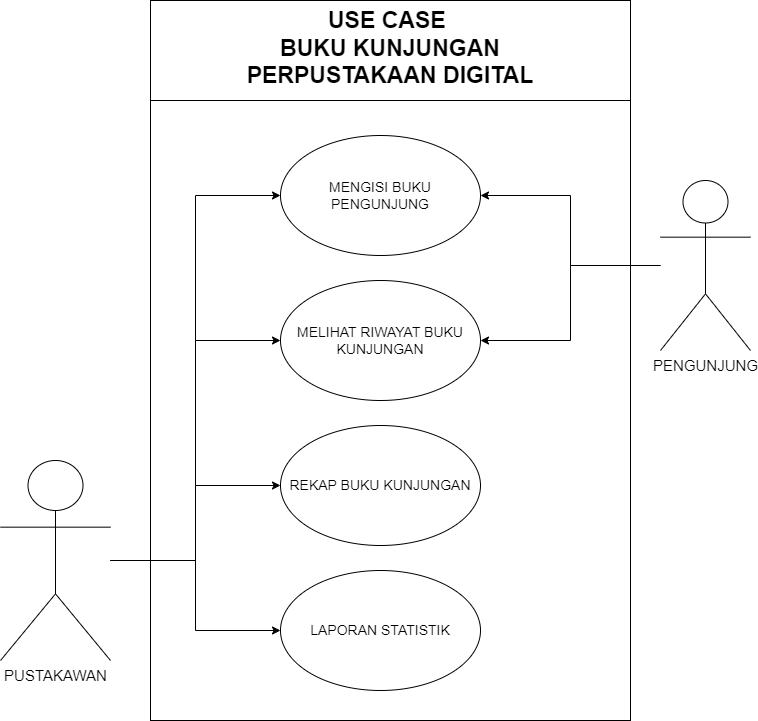 USE CASE
BUKU KUNJUNGAN
PERPUSTAKAAN DIGITAL
MENGISI BUKU
PENGUNJUNG
MELIHAT RIWAYAT BUKU
KUNJUNGAN
PENGUNJUNG
REKAP BUKU KUNJUNGAN
LAPORAN STATISTIK
PUSTAKAWAN